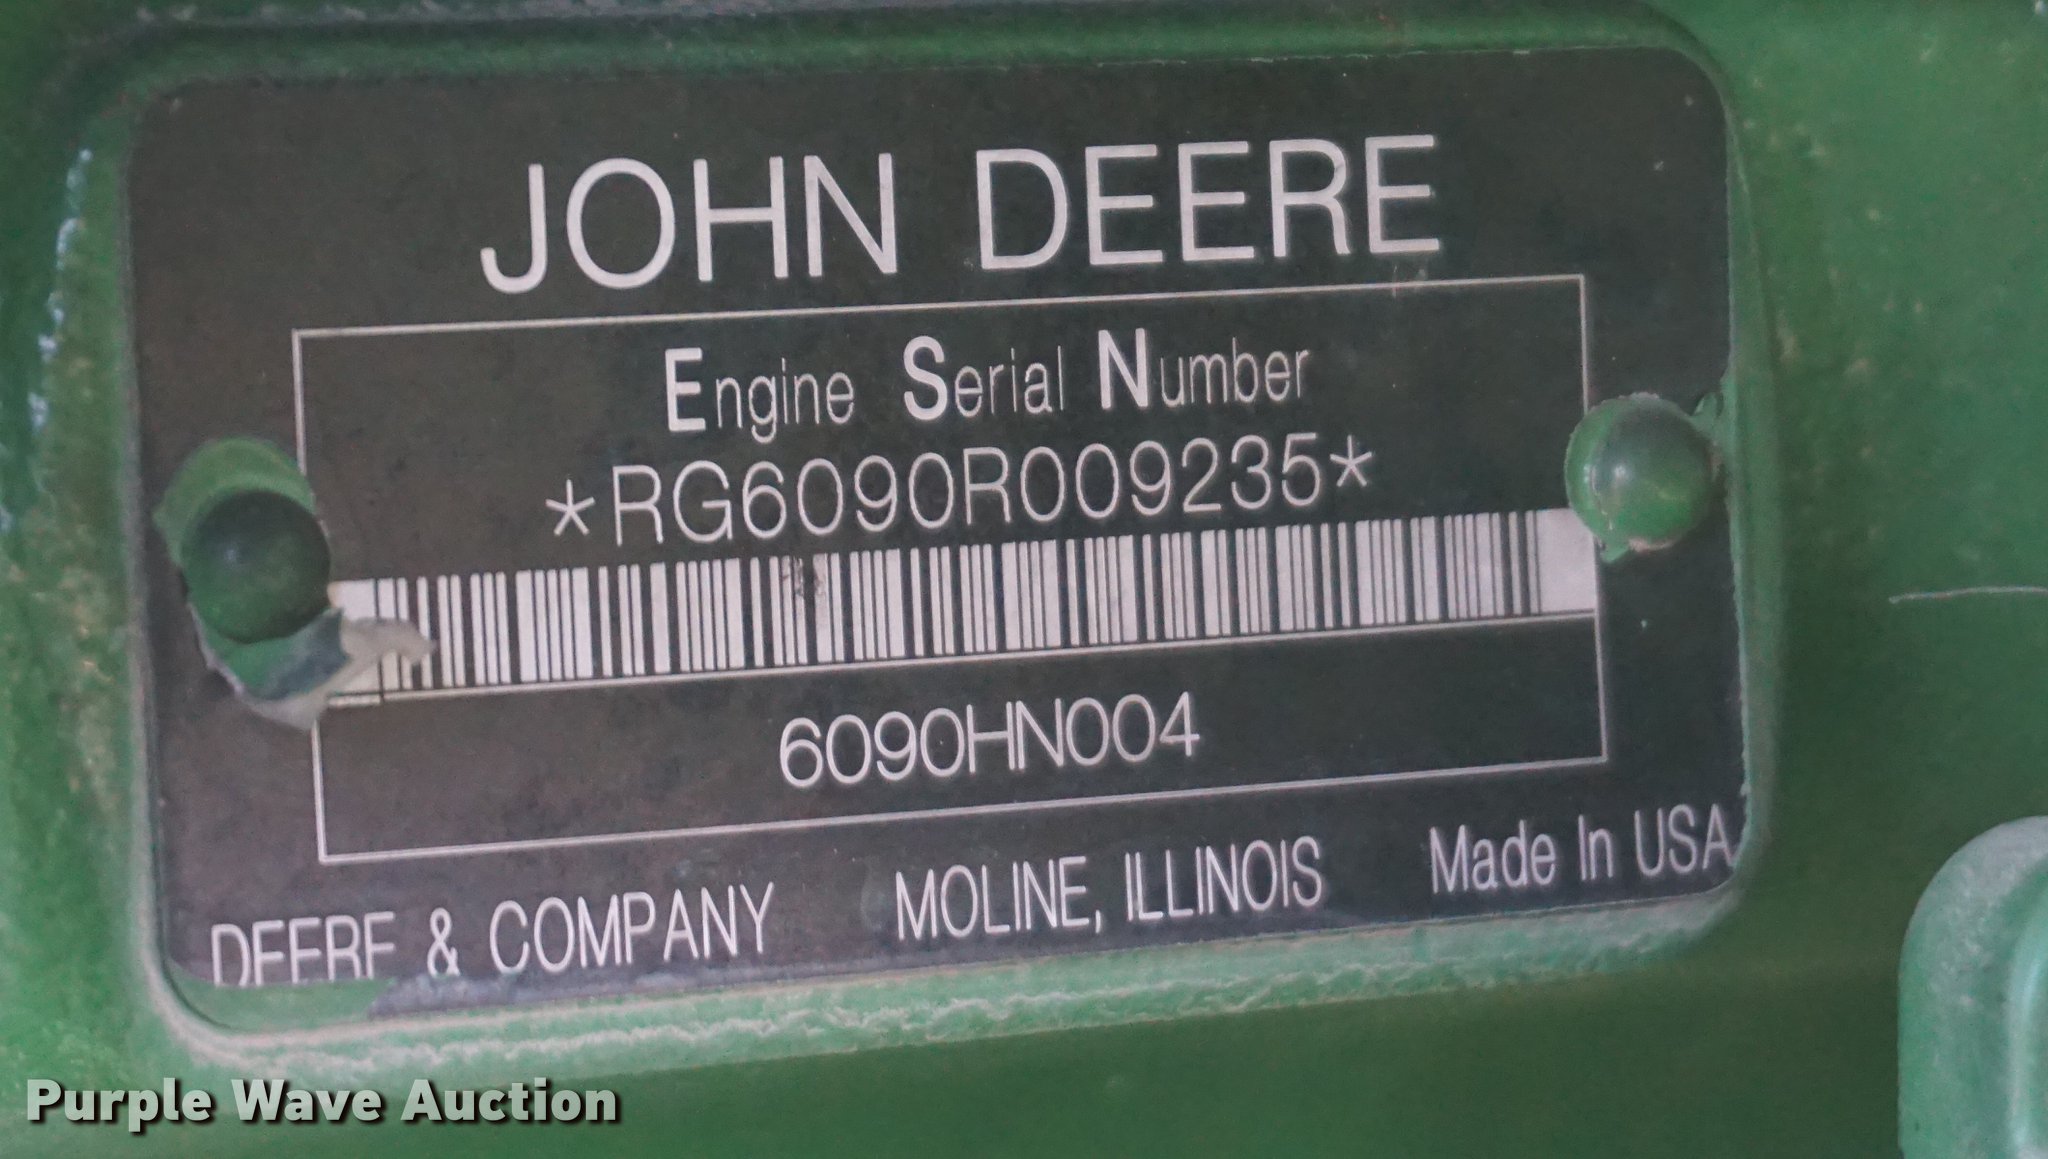 JOHN DEERE
Engine Serial Number
*RG6090R009235*
6090HN004
DEERE & COMPANY MOLINE, ILLINOIS Made In USA
Purple Wave Auction